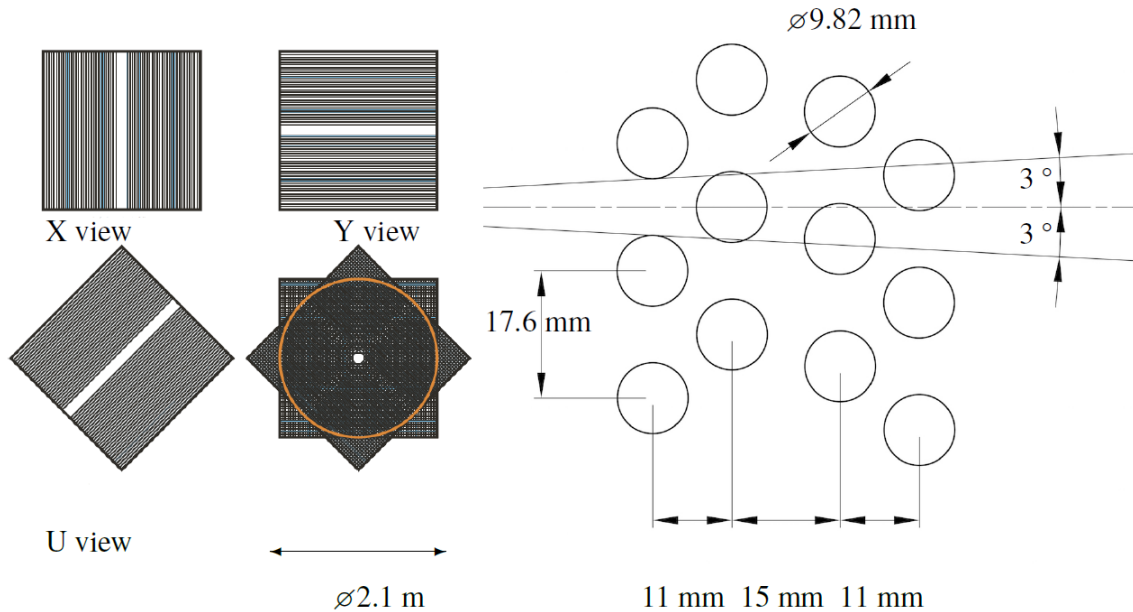 X view
Y view
U view
⌀2.1 m
⌀9.82 mm
3 °
3 °
17.6 mm
11 mm 15 mm 11 mm